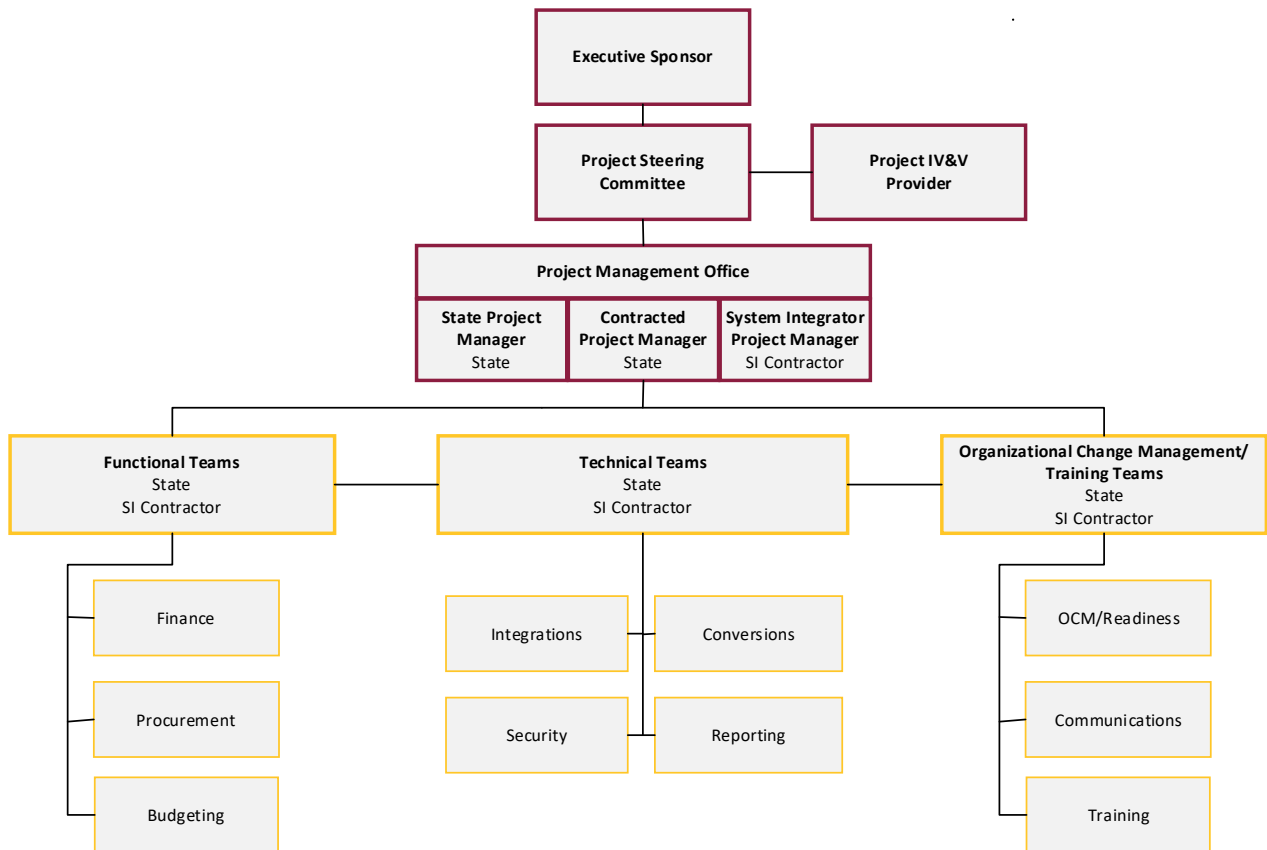 Executive Sponsor
Project Steering
Committee
Project IV&V
Provider
Project Management Office
State Project
Manager
State
Contracted
Project Manager
State
System Integrator
Project Manager
SI Contractor
Functional Teams
State
SI Contractor
Technical Teams
State
SI Contractor
Organizational Change Management/
Training Teams
State
SI Contractor
Finance
Procurement
Budgeting
Integrations
Conversions
Security
Reporting
OCM/Readiness
Communications
Training